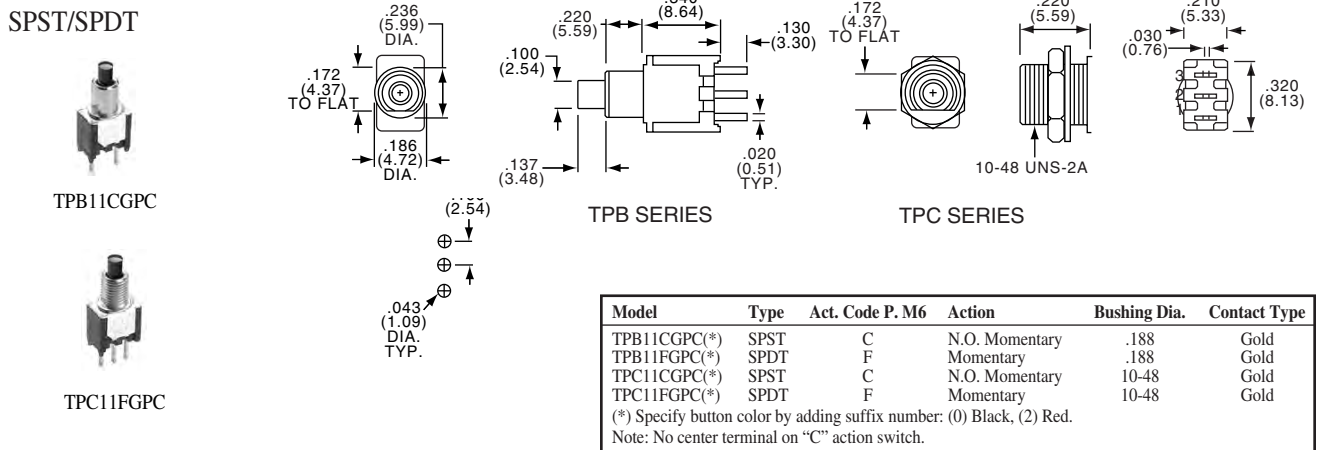 SPST/SPDT
TPB11CGPC
TPC11FGPC
.236
(5.99)
DIA.
.172
(4.37)
TO FLAT
.186
(4.72)
DIA.
.220
(5.59)
(8.64)
.130
(3.30)
.100
(2.54)
.137
(3.48)
.020
(0.51)
TYP.
TPB SERIES
.172
(4.37)
TO FLAT
.220
(5.59)
10-48 UNS-2A
TPC SERIES
.210
(5.33)
.030
(0.76)
3
2
1
.320
(8.13)
(2.54)
.043
(1.09)
DIA.
TYP.
Model Type Act. Code P. M6 Action Bushing Dia. Contact Type
TPB11CGPC(*) SPST C N.O. Momentary .188 Gold
TPB11FGPC(*) SPDT F Momentary .188 Gold
TPC11CGPC(*) SPST C N.O. Momentary 10-48 Gold
TPC11FGPC(*) SPDT F Momentary 10-48 Gold
(*) Specify button color by adding suffix number: (0) Black, (2) Red.
Note: No center terminal on “C” action switch.